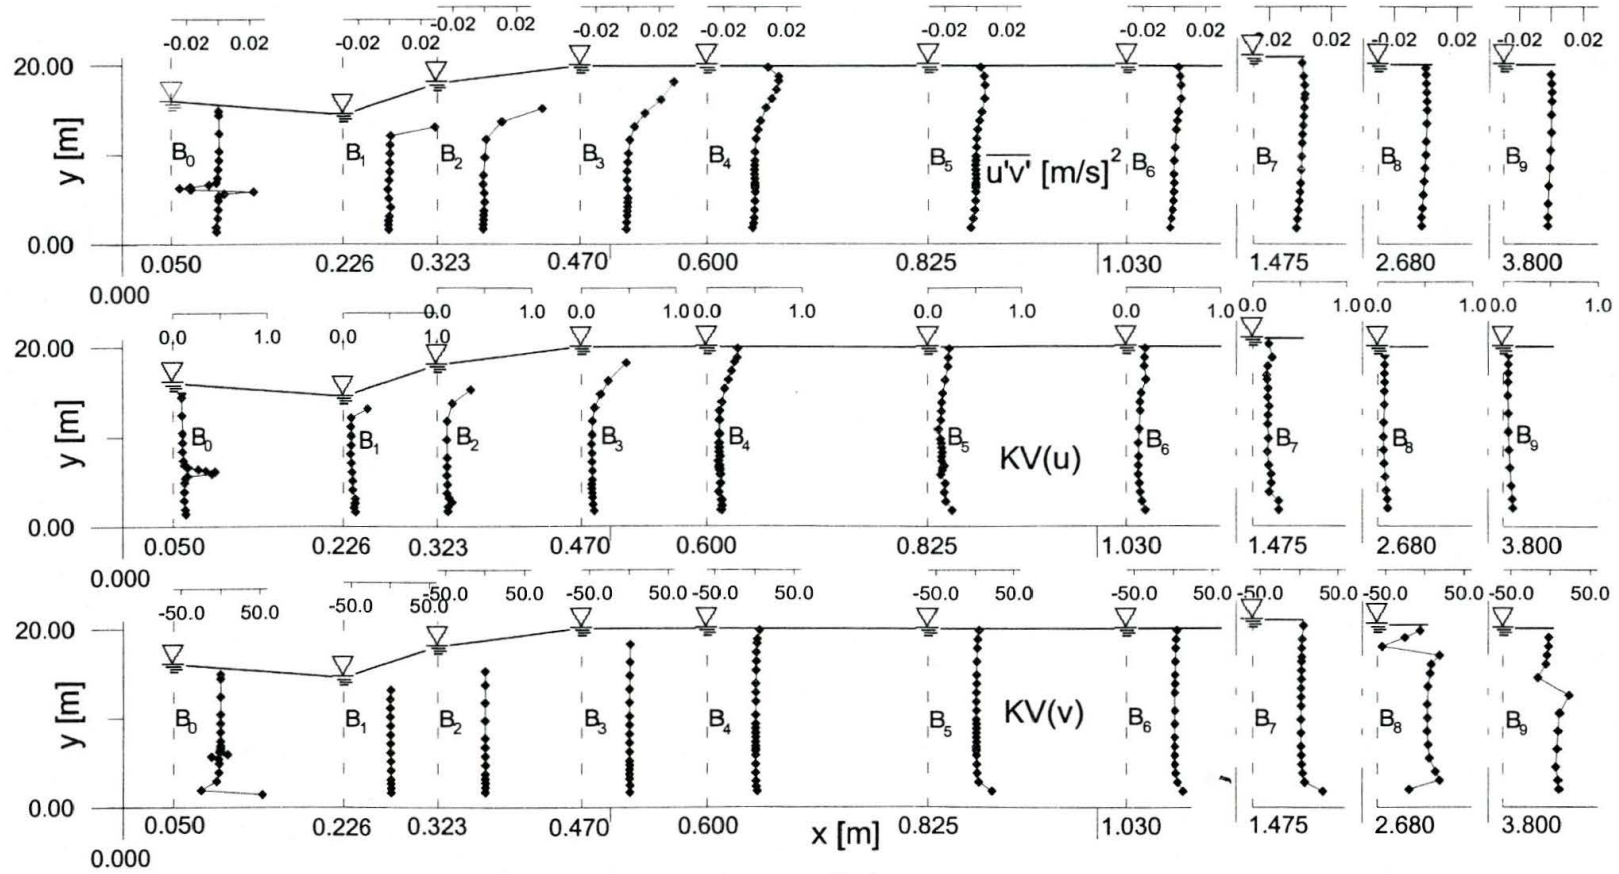 -0.02 0.02 -0.02 0.02 -0.02 0.02 -0.02 0.02 -0.02 0.02 -0.02 0.02 -0.02 0.02 0.02 0.02 -0.02 0.02 -0.02 0.02
20.00
y [m]
B0 B1 B2 B3 B4 B5 u'v' [m/s]2 B6 B7 B8 B9
0.00
0.050 0.226 0.323 0.470 0.600 0.825 1.030 1.475 2.680 3.800
0.000
0.0 1.0 0.0 1.0 0.0 1.0 0.0 1.0 0.0 1.0 0.0 1.0 0.0 1.0 0.0 1.0 0.0 1.0 0.0 1.0
20.00
y [m]
B0 B1 B2 B3 B4 B5 KV(u) B6 B7 B8 B9
0.00
0.050 0.226 0.323 0.470 0.600 0.825 1.030 1.475 2.680 3.800
0.000
-50.0 50.0 -50.0 50.0 -50.0 50.0 -50.0 50.0 -50.0 50.0 -50.0 50.0 -50.0 50.0 -50.0 50.0 -50.0 50.0 -50.0 50.0
20.00
y [m]
B0 B1 B2 B3 B4 B5 KV(v) B6 B7 B8 B9
0.00
0.050 0.226 0.323 0.470 0.600 x [m] 0.825 1.030 1.475 2.680 3.800
0.000